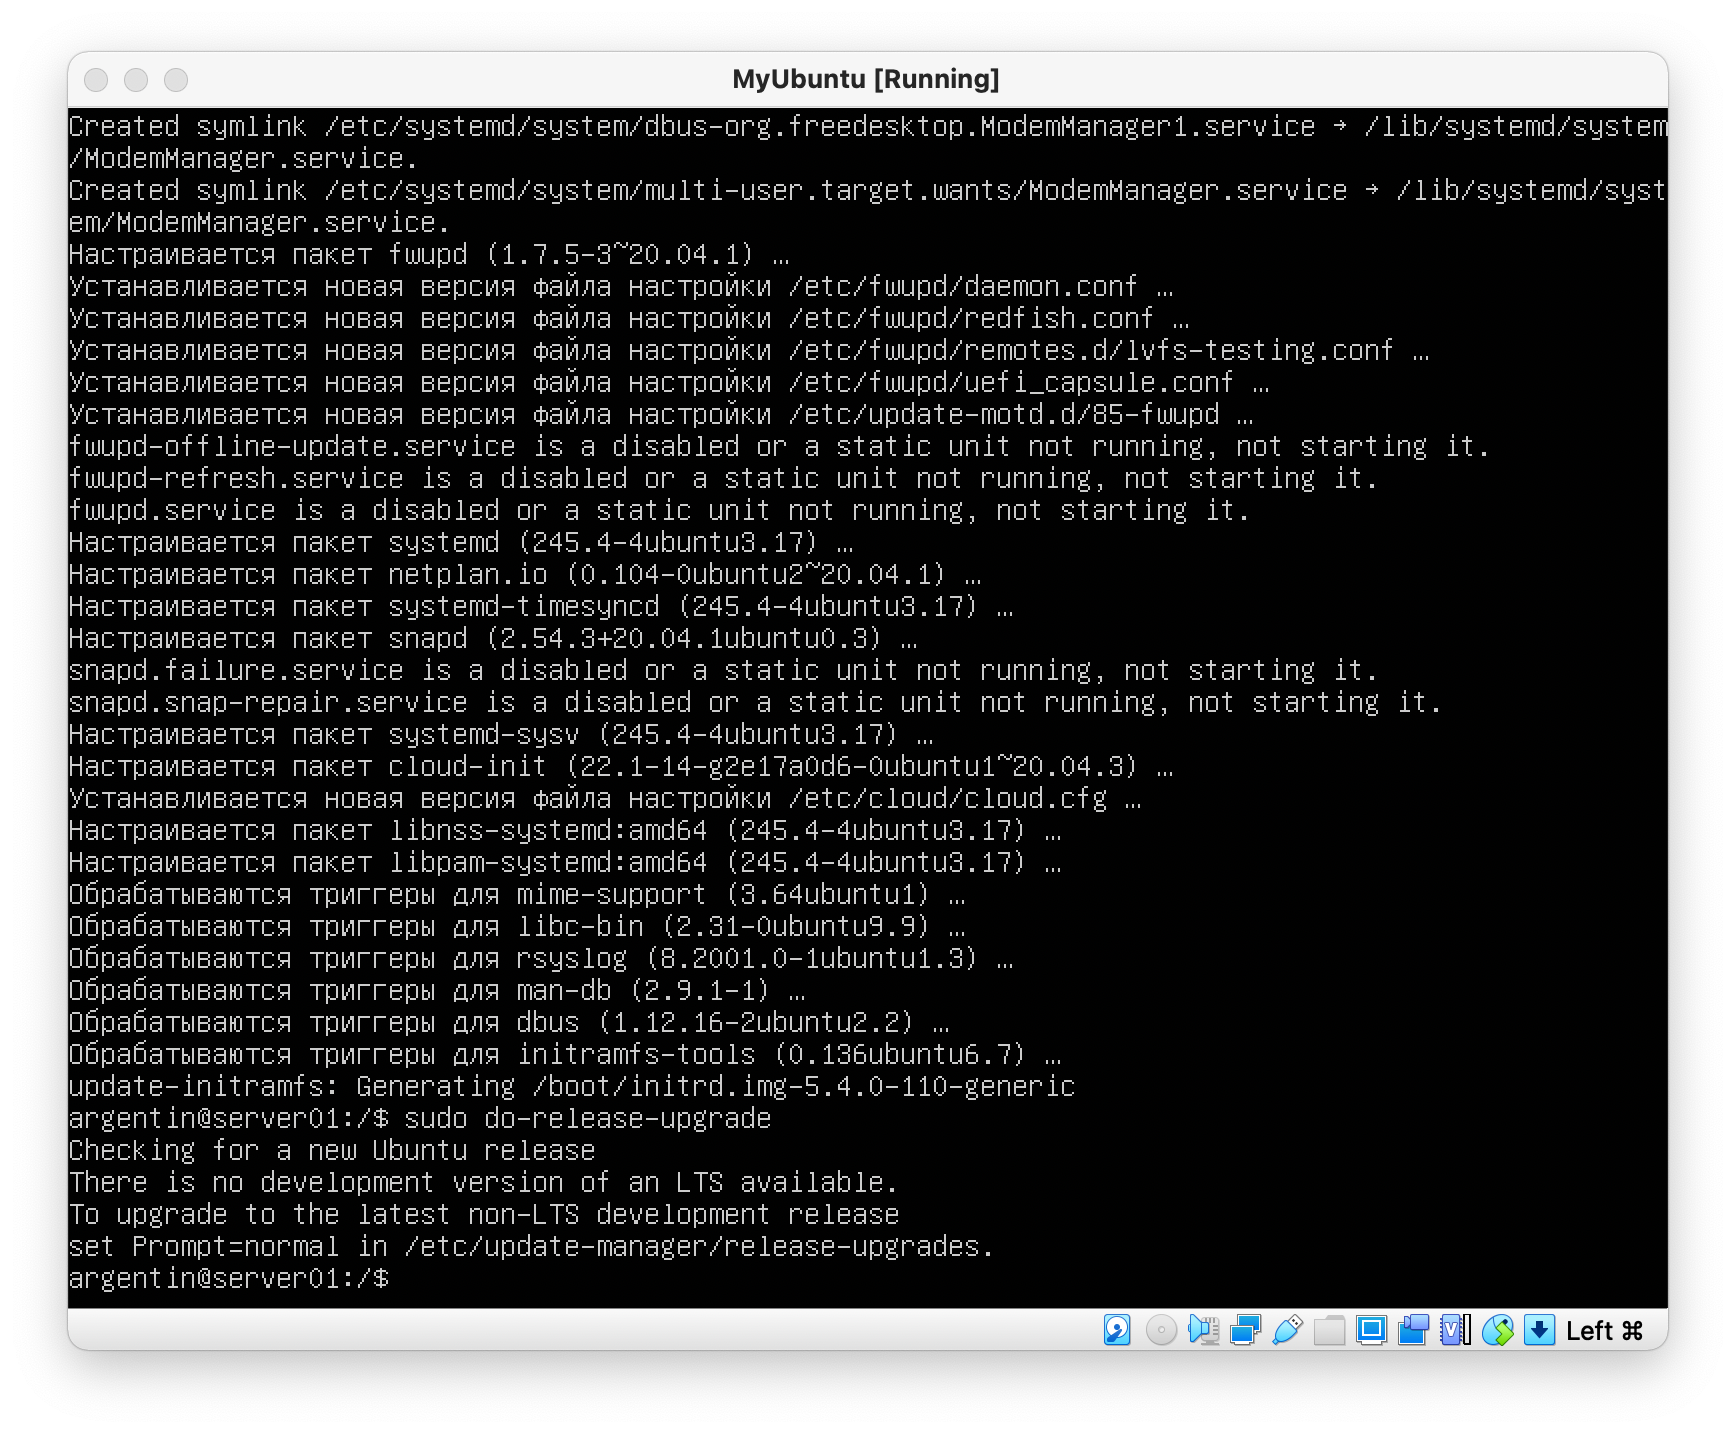 MyUbuntu [Running]
Created symlink /etc/systemd/system/dbus-org.freedesktop.ModemManager1.service → /lib/systemd/system
/ModemManager.service.
Created symlink /etc/systemd/system/multi-user.target.wants/ModemManager.service → /lib/systemd/syst
em/ModemManager.service.
Настраивается пакет fwupd (1.7.5-3~20.04.1) …
Устанавливается новая версия файла настройки /etc/fwupd/daemon.conf …
Устанавливается новая версия файла настройки /etc/fwupd/redfish.conf …
Устанавливается новая версия файла настройки /etc/fwupd/remotes.d/lvfs-testing.conf …
Устанавливается новая версия файла настройки /etc/fwupd/uefi_capsule.conf …
Устанавливается новая версия файла настройки /etc/update-motd.d/85-fwupd …
fwupd-offline-update.service is a disabled or a static unit not running, not starting it.
fwupd-refresh.service is a disabled or a static unit not running, not starting it.
fwupd.service is a disabled or a static unit not running, not starting it.
Настраивается пакет systemd (245.4-4ubuntu3.17) …
Настраивается пакет netplan.io (0.104-0ubuntu2~20.04.1) …
Настраивается пакет systemd-timesyncd (245.4-4ubuntu3.17) …
Настраивается пакет snapd (2.54.3+20.04.1ubuntu0.3) …
snapd.failure.service is a disabled or a static unit not running, not starting it.
snapd.snap-repair.service is a disabled or a static unit not running, not starting it.
Настраивается пакет systemd-sysv (245.4-4ubuntu3.17) …
Настраивается пакет cloud-init (22.1-14-g2e17a0d6-0ubuntu1~20.04.3) …
Устанавливается новая версия файла настройки /etc/cloud/cloud.cfg …
Настраивается пакет libnss-systemd:amd64 (245.4-4ubuntu3.17) …
Настраивается пакет libpam-systemd:amd64 (245.4-4ubuntu3.17) …
Обрабатываются триггеры для mime-support (3.64ubuntu1) …
Обрабатываются триггеры для libc-bin (2.31-0ubuntu9.9) …
Обрабатываются триггеры для rsyslog (8.2001.0-1ubuntu1.3) …
Обрабатываются триггеры для man-db (2.9.1-1) …
Обрабатываются триггеры для dbus (1.12.16-2ubuntu2.2) …
Обрабатываются триггеры для initramfs-tools (0.136ubuntu6.7) …
update-initramfs: Generating /boot/initrd.img-5.4.0-110-generic
argentin@server01:/$ sudo do-release-upgrade
Checking for a new Ubuntu release
There is no development version of an LTS available.
To upgrade to the latest non-LTS development release
set Prompt=normal in /etc/update-manager/release-upgrades.
argentin@server01:/$
Left ⌘